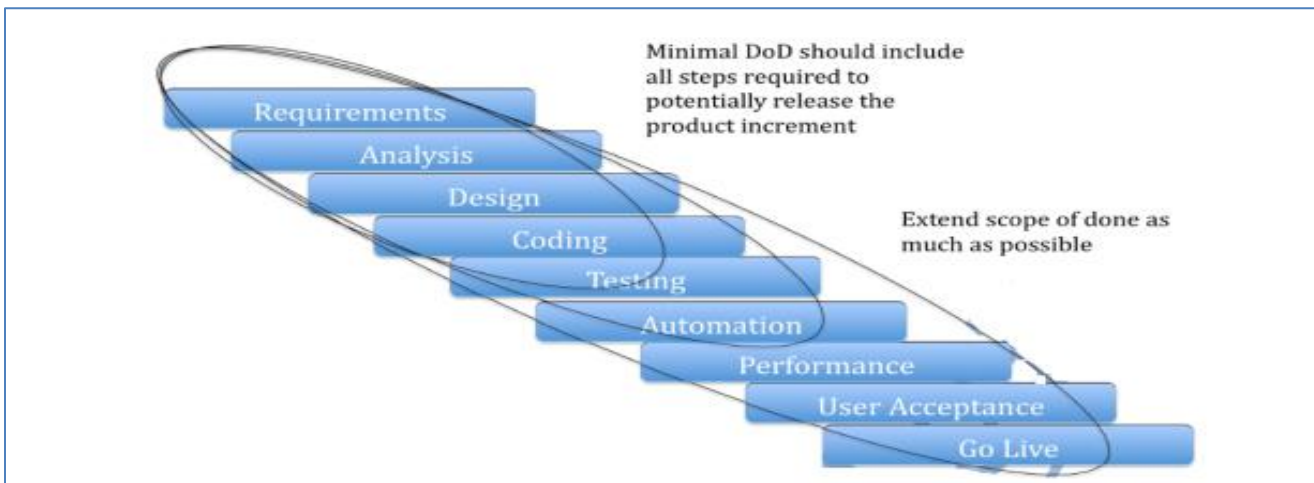 Minimal DoD should include
all steps required to
potentially release the
product increment
Requirements
Analysis
Design
Extend scope of done as
much as possible
Coding
Testing
Automation
Performance
User Acceptance
Go Live